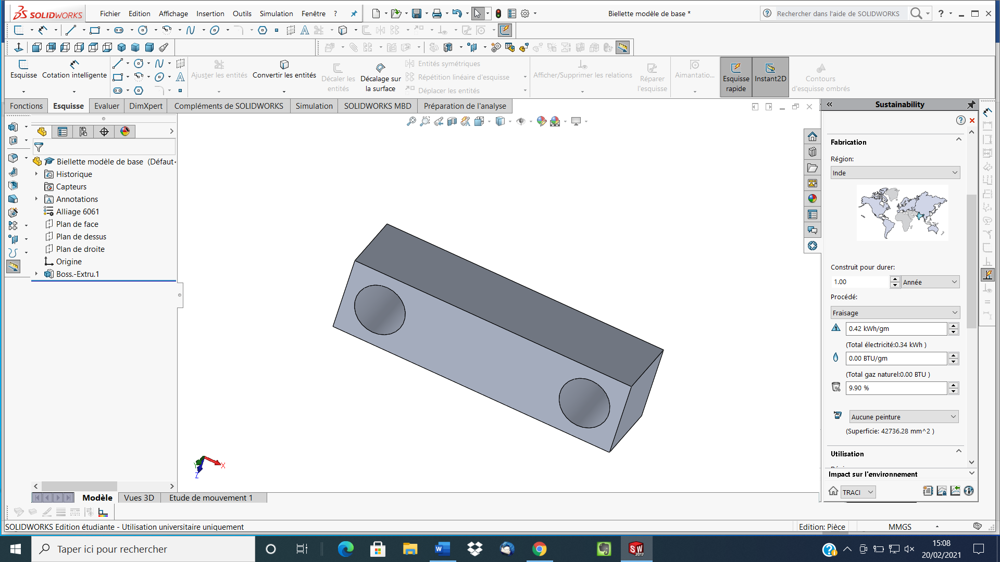 SOLIDWORKS
Fichier Edition Affichage Insertion Outils Simulation Fenêtre ?
Biellette modèle de base *
Rechercher dans l'aide de SOLIDWORKS
Esquisse
Cotation intelligente
Ajuster les entités
Convertir les entités
Décaler les entités
Décalage sur la surface
Entités symétriques
Répétition linéaire d'esquisse
Déplacer les entités
Afficher/Supprimer les relations
Réparer l'esquisse
Aimantatio...
Esquisse rapide
Instant2D
Contours d'esquisse ombrés
Fonctions Esquisse Evaluer DimXpert Compléments de SOLIDWORKS Simulation SOLIDWORKS MBD Préparation de l'analyse
Biellette modèle de base (Défaut<
Historique
Capteurs
Annotations
Alliage 6061
Plan de face
Plan de dessus
Plan de droite
Origine
Boss.-Extru.1
X
Y
Z
Sustainability
Fabrication
Région:
Inde
Construit pour durer:
1.00 Année
Procédé:
Fraisage
0.42 kWh/gm
(Total électricité:0.34 kWh )
0.00 BTU/gm
(Total gaz naturel:0.00 BTU )
9.90 %
Aucune peinture
(Superficie: 42736.28 mm^2 )
Utilisation
Impact sur l'environnement
TRACI
Modèle Vues 3D Etude de mouvement 1
SOLIDWORKS Edition étudiante - Utilisation universitaire uniquement
Edition: Pièce
MMGS
Taper ici pour rechercher
15:08
20/02/2021